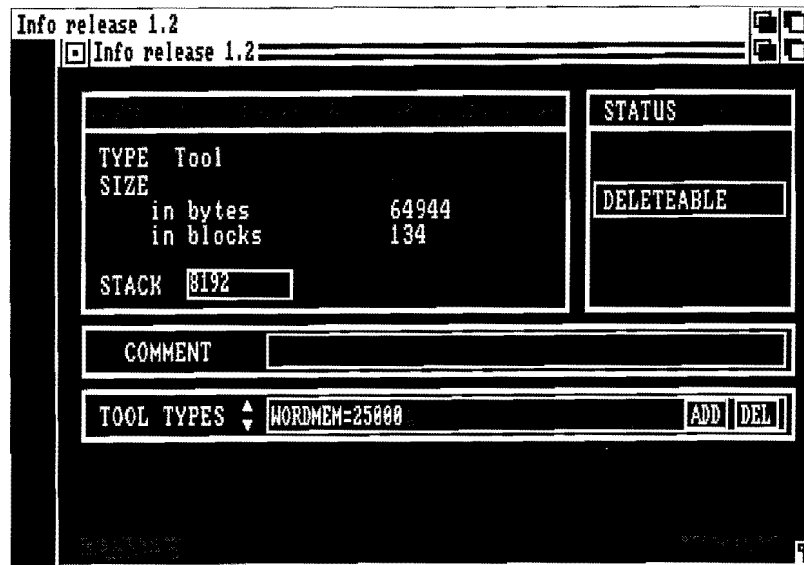 Info release 1.2
Info release 1.2
STATUS
TYPE Tool
SIZE
in bytes 64944
in blocks 134
DELETEABLE
STACK 8192
COMMENT
TOOL TYPES WORDMEM=25000 ADD DEL